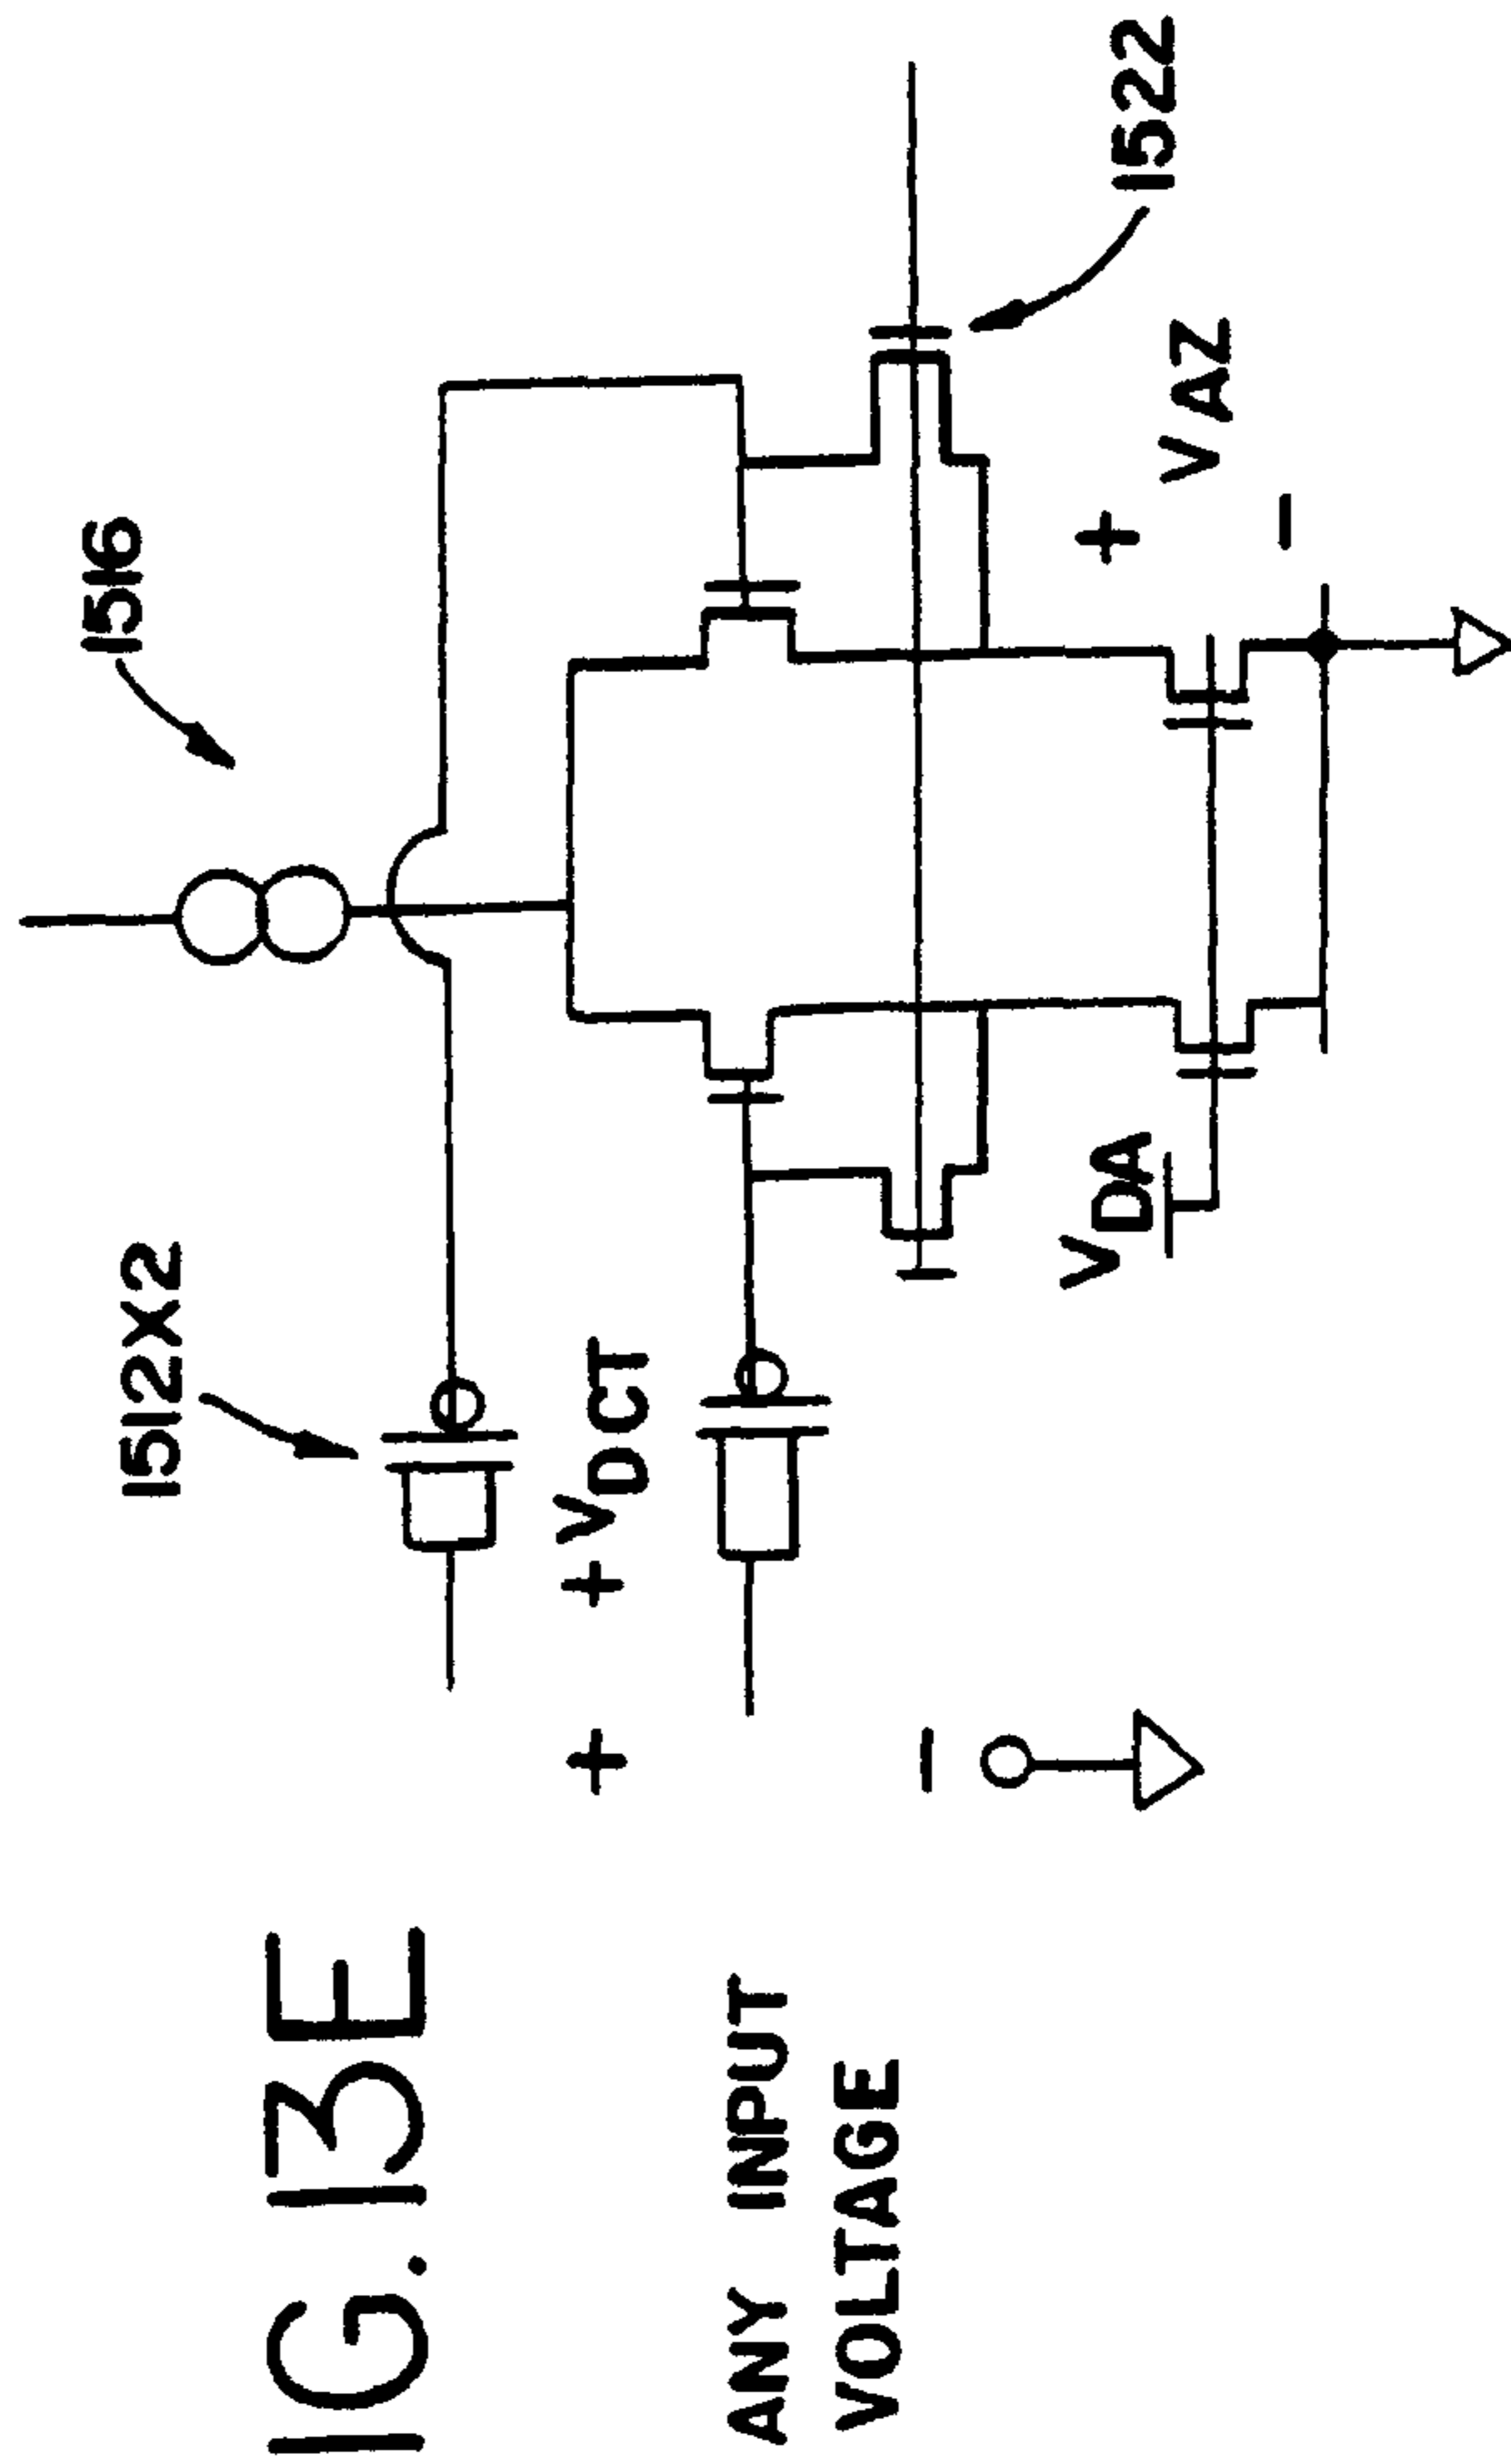 1516
1512X2
IG.13E
+ + VDCT
ANY INPUT
VOLTAGE
−
VDA
+
1522
VAZ
−